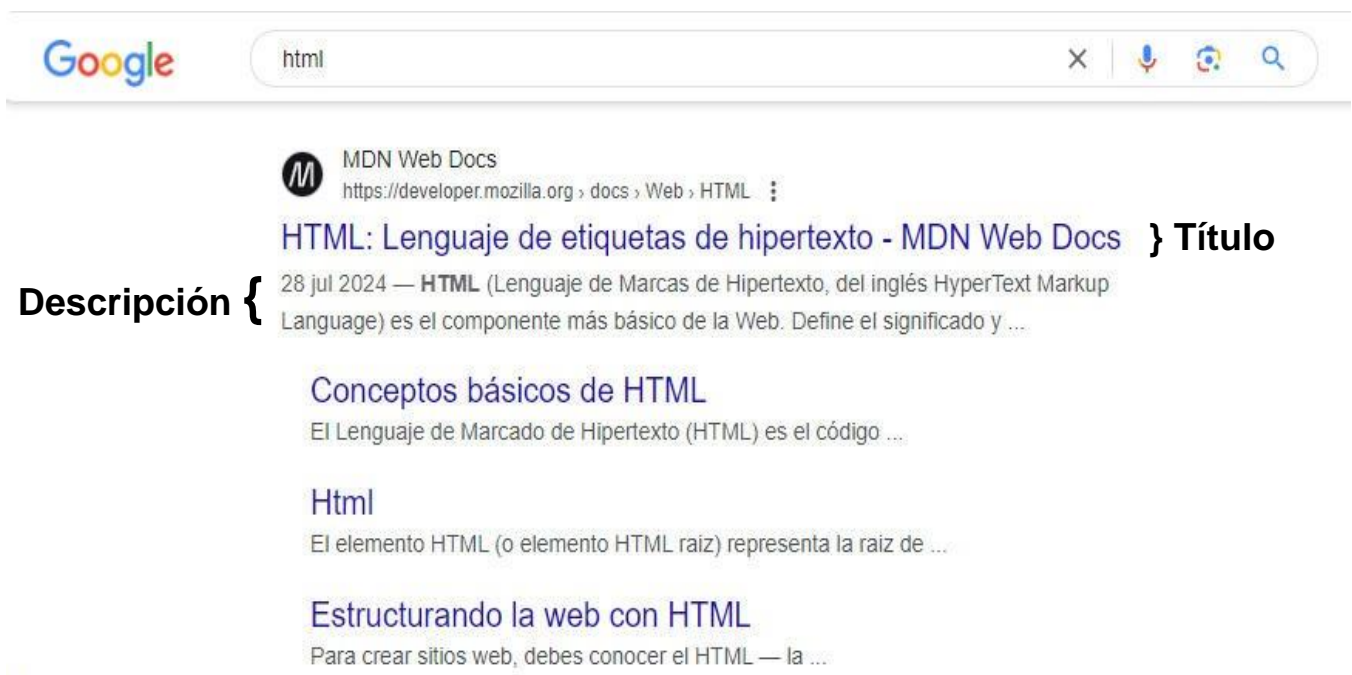 Google
html
MDN Web Docs
https://developer.mozilla.org › docs › Web › HTML
HTML: Lenguaje de etiquetas de hipertexto - MDN Web Docs } Título
Descripción {
28 jul 2024 — HTML (Lenguaje de Marcas de Hipertexto, del inglés HyperText Markup
Language) es el componente más básico de la Web. Define el significado y ...
Conceptos básicos de HTML
El Lenguaje de Marcado de Hipertexto (HTML) es el código ...
Html
El elemento HTML (o elemento HTML raiz) representa la raiz de ...
Estructurando la web con HTML
Para crear sitios web, debes conocer el HTML — la ...